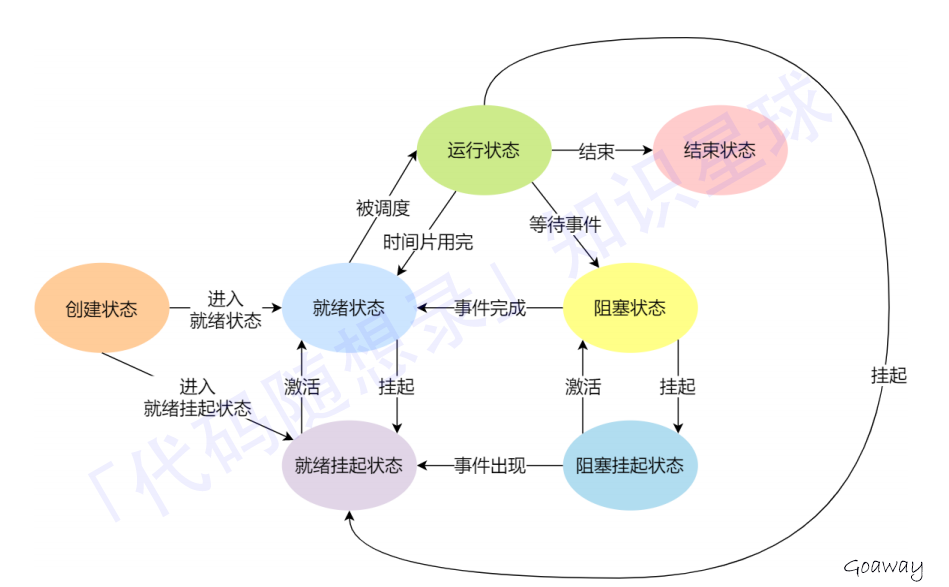 运行状态
结束
结束状态
被调度
时间片用完
等待事件
创建状态
进入
就绪状态
就绪状态
事件完成
阻塞状态
进入
就绪挂起状态
激活
挂起
激活
挂起
挂起
就绪挂起状态
事件出现
阻塞挂起状态
「代码随想录」知识星球
Goaway